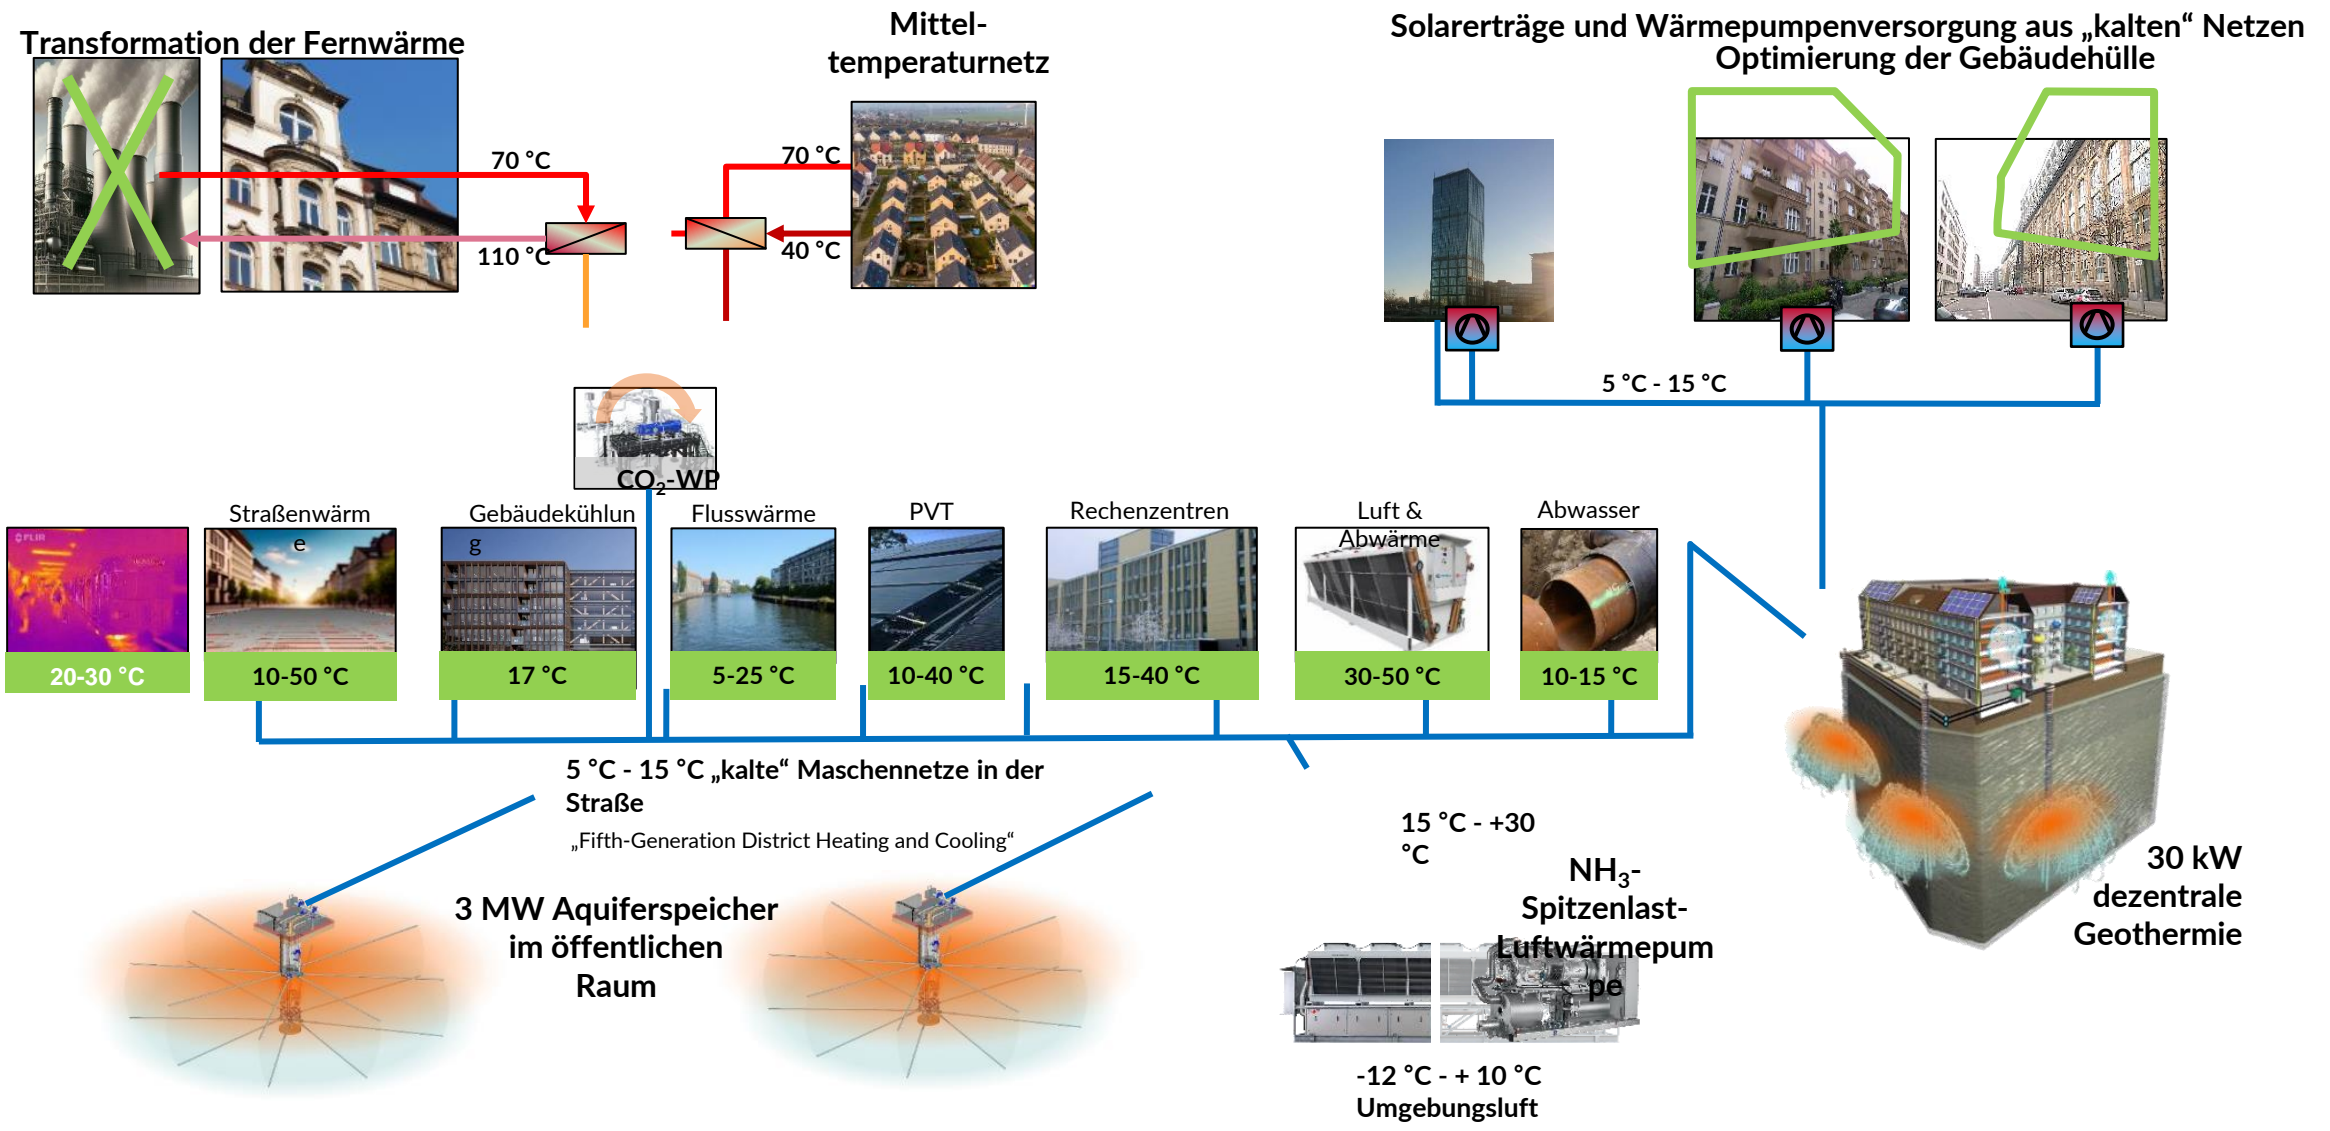 Transformation der Fernwärme
Mittel-
temperaturnetz
Solarerträge und Wärmepumpenversorgung aus „kalten“ Netzen
Optimierung der Gebäudehülle
70 °C
110 °C
70 °C
40 °C
5 °C - 15 °C
CO₂-WP
Straßenwärm
e
Gebäudekühlun
g
Flusswärme
PVT
Rechenzentren
Luft &
Abwärme
Abwasser
FLIR
20-30 °C
10-50 °C
17 °C
5-25 °C
10-40 °C
15-40 °C
30-50 °C
10-15 °C
5 °C - 15 °C „kalte“ Maschennetze in der
Straße
„Fifth-Generation District Heating and Cooling“
3 MW Aquiferspeicher
im öffentlichen
Raum
15 °C - +30
°C
NH₃-
Spitzenlast-
Luftwärmepum
pe
-12 °C - + 10 °C
Umgebungsluft
30 kW
dezentrale
Geothermie